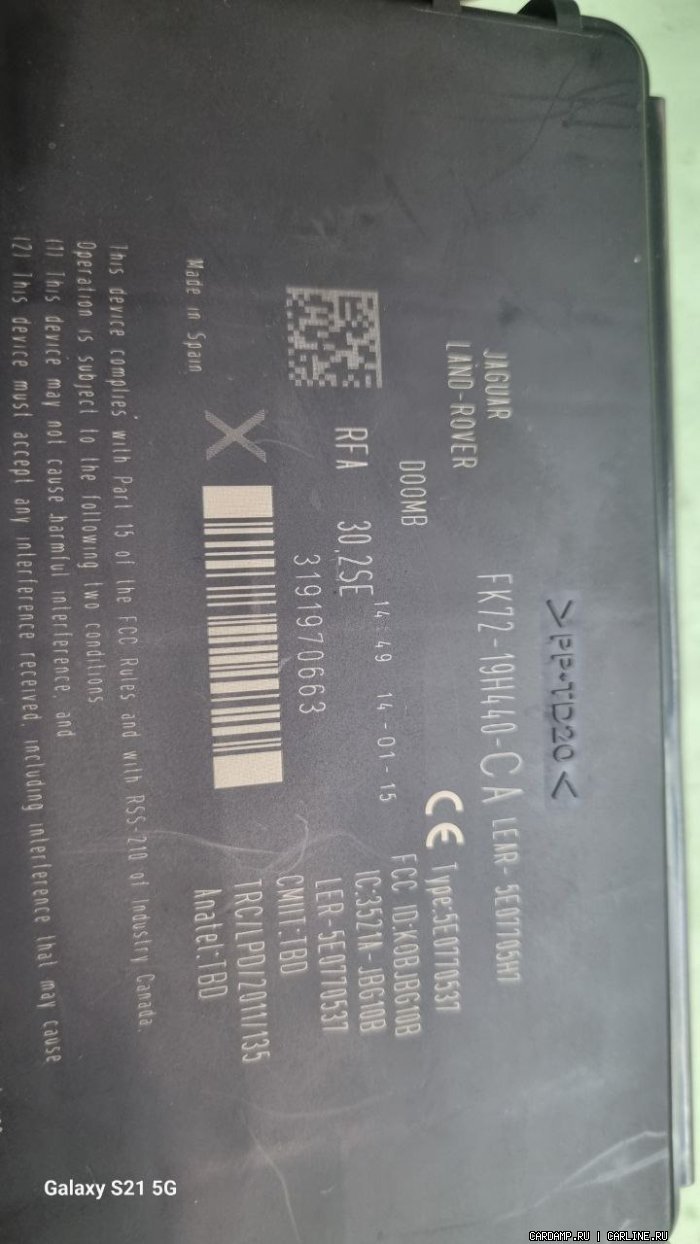 >PP-TD20<
JAGUAR
LAND-ROVER
FK72-19H440-CA LEAR-
D00MB
CE Type:5E0770537
FCC ID:KOBJBG10B
14 49 14-01-15
IC:3521A-JBG10B
RFA 30.2SE
LER-5E0770537
3191970663
CMIIT:TBD
TRC/LPD/2011/135
X
Anatel:TBD
Made in Spain
This device complies with Part 15 of the FCC Rules and with RSS-210 of Industry Canada.
Operation is subject to the following two conditions
(1) This device may not cause harmful interference, and
(2) This device must accept any interference received, including interference that may cause
Galaxy S21 5G
CARDAMP.RU | CARLINE.RU